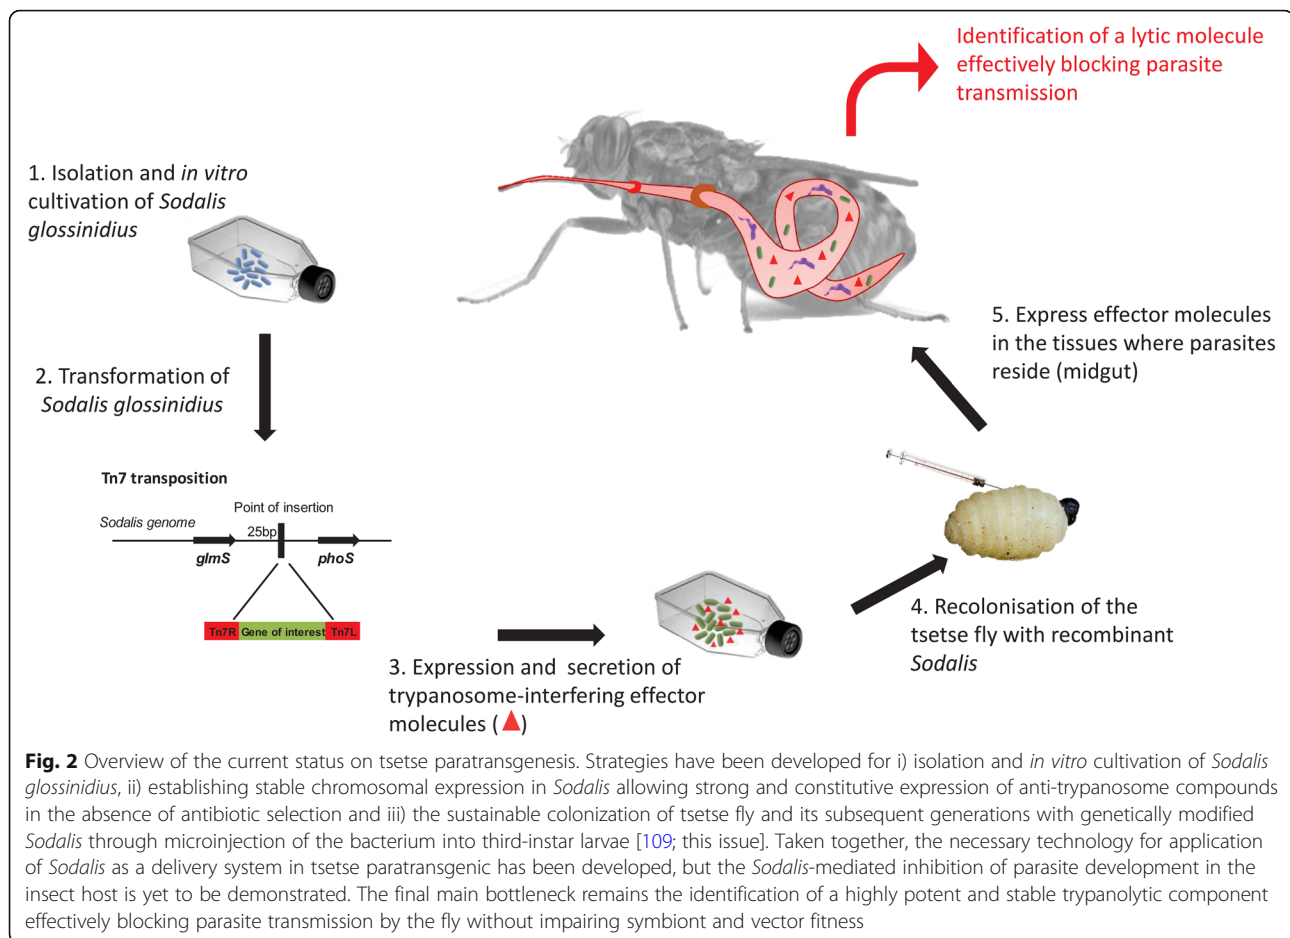 Identification of a lytic molecule
effectively blocking parasite
transmission
1. Isolation and in vitro
cultivation of Sodalis
glossinidius
2. Transformation of
Sodalis glossinidius
Tn7 transposition
Point of insertion
Sodalis genome
25bp
glmS
phoS
Tn7R Gene of interest Tn7L
3. Expression and secretion of
trypanosome-interfering effector
molecules (▲)
4. Recolonisation of the
tsetse fly with recombinant
Sodalis
5. Express effector molecules
in the tissues where parasites
reside (midgut)
Fig. 2 Overview of the current status on tsetse paratransgenesis. Strategies have been developed for i) isolation and in vitro cultivation of Sodalis
glossinidius, ii) establishing stable chromosomal expression in Sodalis allowing strong and constitutive expression of anti-trypanosome compounds
in the absence of antibiotic selection and iii) the sustainable colonization of tsetse fly and its subsequent generations with genetically modified
Sodalis through microinjection of the bacterium into third-instar larvae [109; this issue]. Taken together, the necessary technology for application
of Sodalis as a delivery system in tsetse paratransgenic has been developed, but the Sodalis-mediated inhibition of parasite development in the
insect host is yet to be demonstrated. The final main bottleneck remains the identification of a highly potent and stable trypanolytic component
effectively blocking parasite transmission by the fly without impairing symbiont and vector fitness